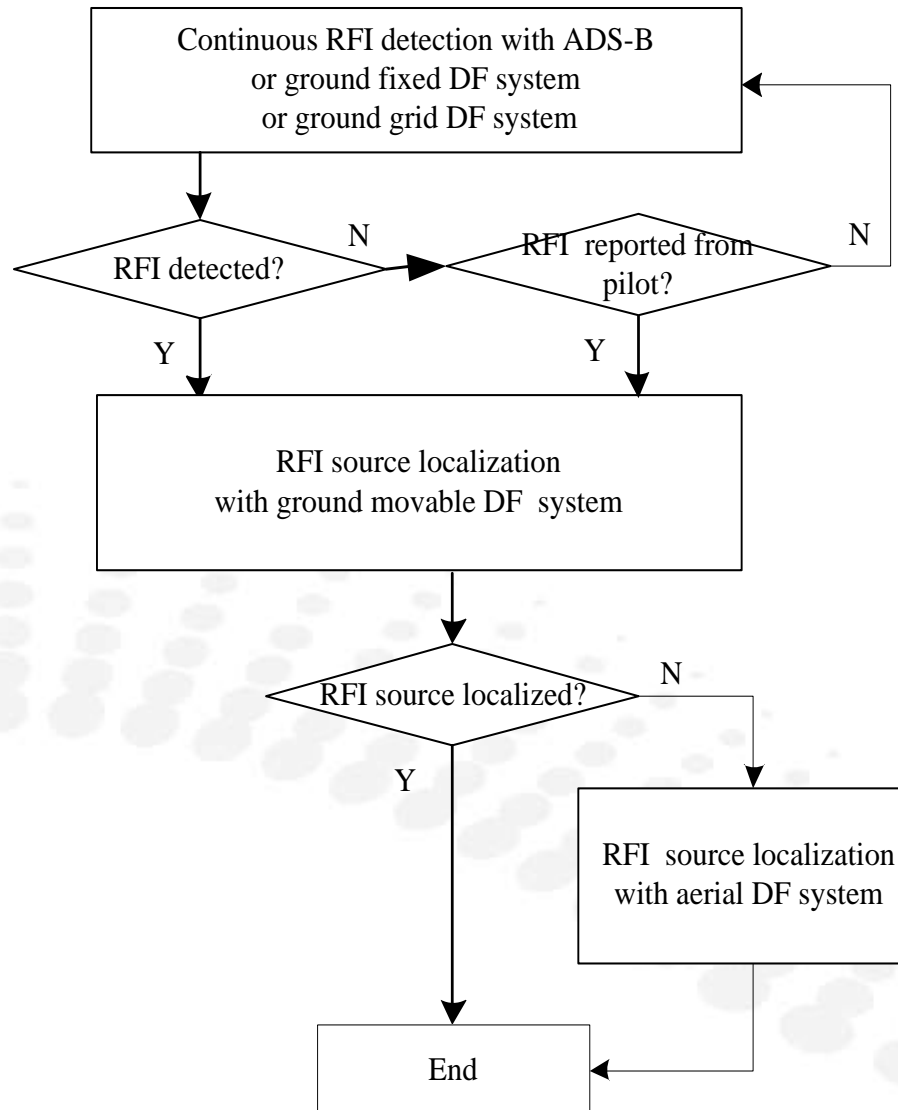 Continuous RFI detection with ADS-B
or ground fixed DF system
or ground grid DF system
RFI detected?
N
RFI reported from
pilot?
N
Y
Y
RFI source localization
with ground movable DF system
RFI source localized?
N
Y
RFI source localization
with aerial DF system
End